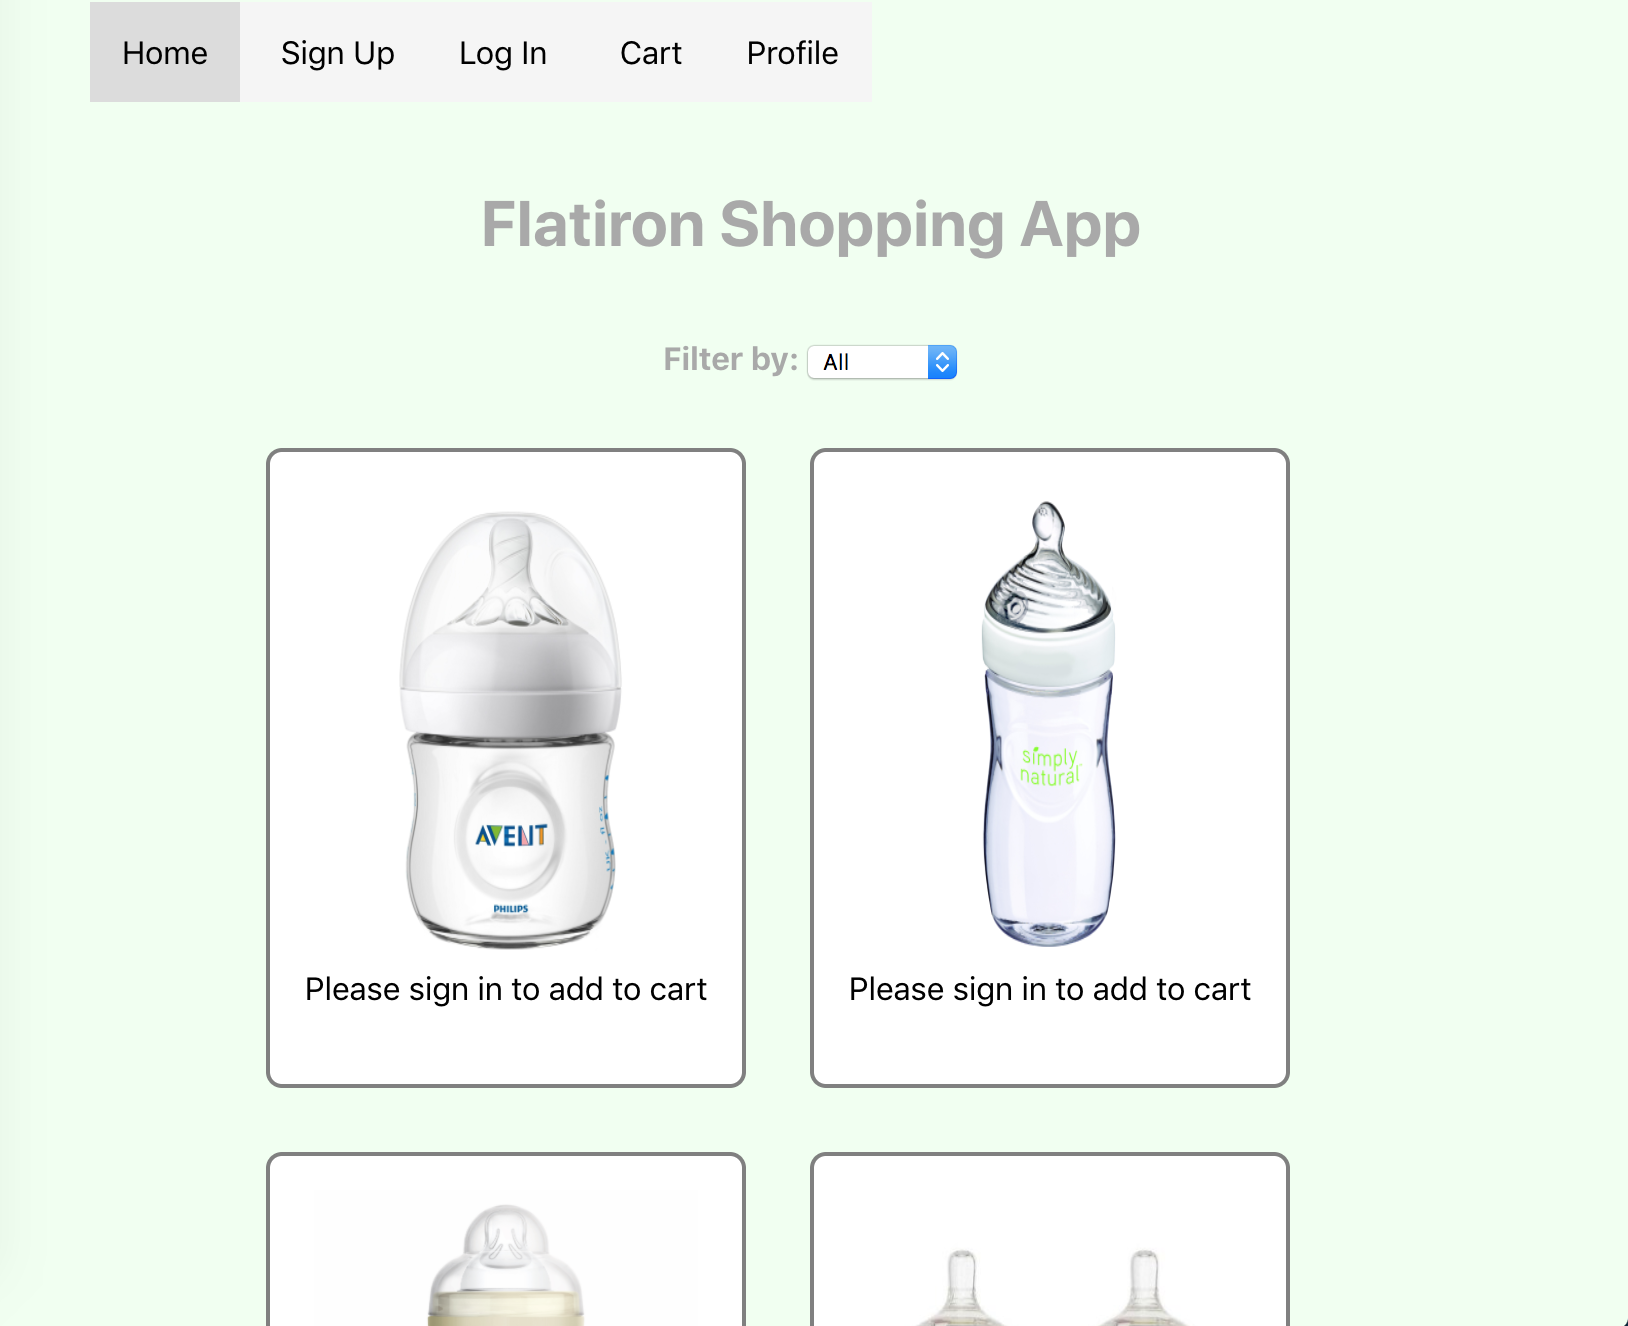 Home Sign Up Log In Cart Profile
Flatiron Shopping App
Filter by: All
AVENT
PHILIPS
simply
natural
Please sign in to add to cart
Please sign in to add to cart